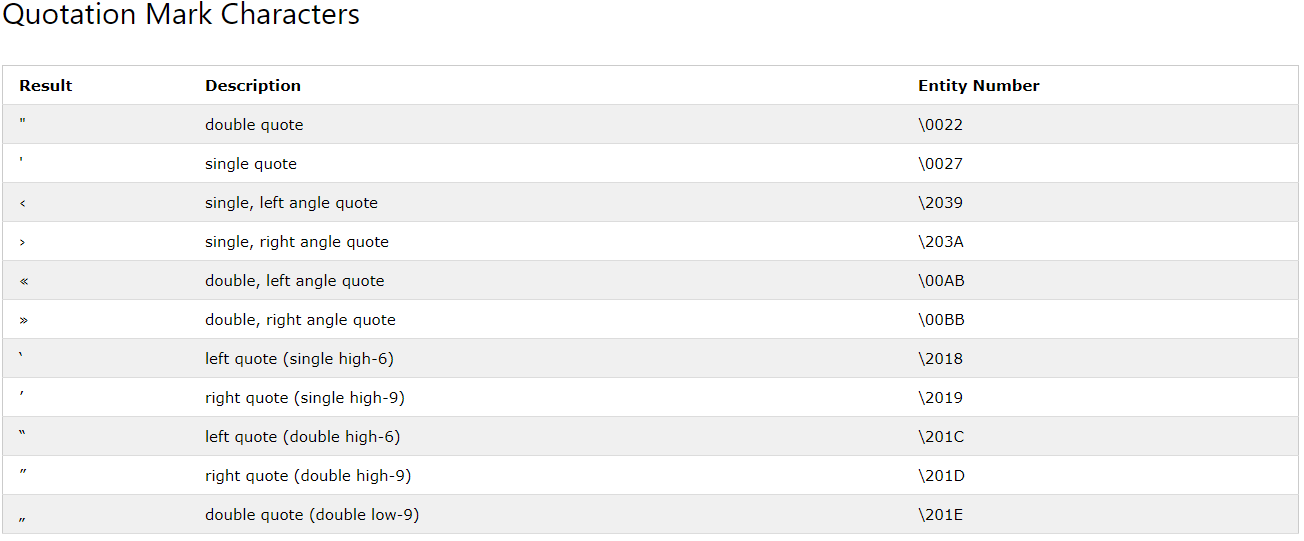 Quotation Mark Characters
Result Description Entity Number
" double quote \0022
' single quote \0027
‹ single, left angle quote \2039
› single, right angle quote \203A
« double, left angle quote \00AB
» double, right angle quote \00BB
‘ left quote (single high-6) \2018
’ right quote (single high-9) \2019
“ left quote (double high-6) \201C
” right quote (double high-9) \201D
„ double quote (double low-9) \201E